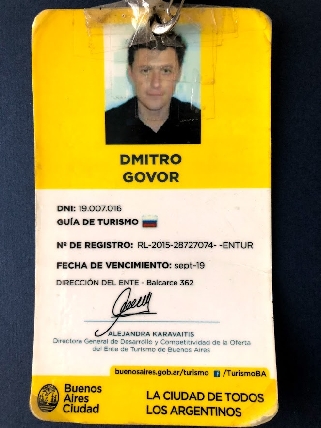 DMITRO
GOVOR
DNI: 19.007.016
GUÍA DE TURISMO
Nº DE REGISTRO: RL-2015-28727074- -ENTUR
FECHA DE VENCIMIENTO: sept-19
DIRECCIÓN DEL ENTE - Balcarce 362
ALEJANDRA KARAVAITIS
Directora General de Desarrollo y Competitividad de la Oferta
del Ente de Turismo de Buenos Aires
buenosaires.gob.ar/turismo f /TurismoBA
Buenos
Aires
Ciudad
LA CIUDAD DE TODOS
LOS ARGENTINOS